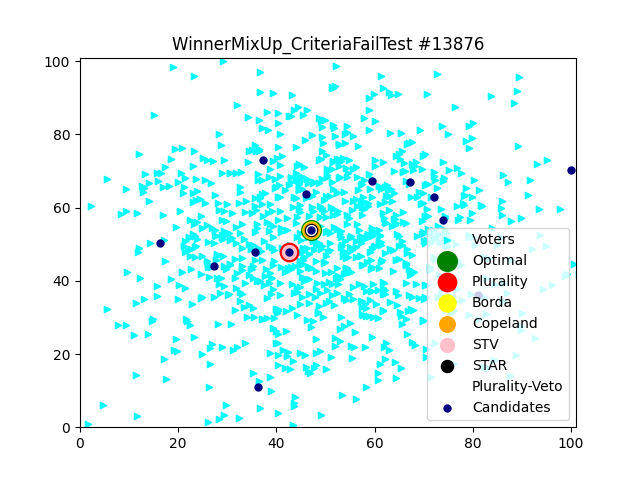 WinnerMixUp_CriteriaFailTest #13876
100
80
60
40
20
0
0
20
40
60
80
100
Voters
Optimal
Plurality
Borda
Copeland
STV
STAR
Plurality-Veto
Candidates